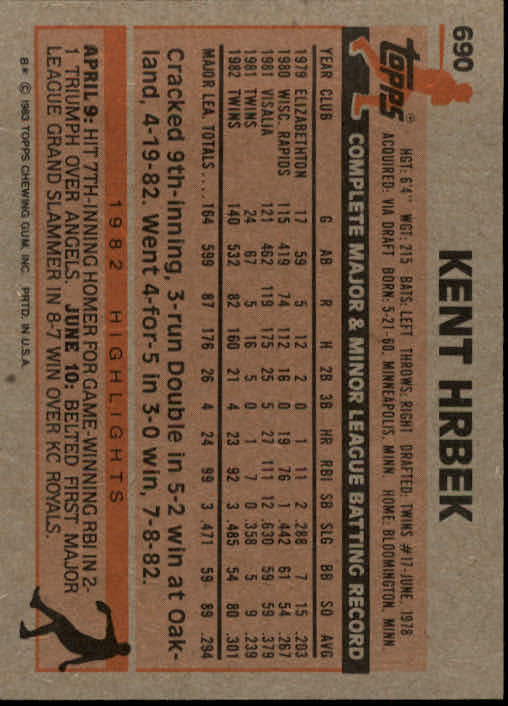 690
KENT HRBEK
topps®
HGT: 6'4" WGT: 215 BATS: LEFT THROWS: RIGHT DRAFTED: TWINS #17-JUNE, 1978
ACQUIRED: VIA DRAFT BORN: 5-21-60, MINNEAPOLIS, MINN. HOME: BLOOMINGTON, MINN
COMPLETE MAJOR & MINOR LEAGUE BATTING RECORD
YEAR CLUB G AB R H 2B 3B HR RBI SB SLG BB SO AVG
1979 ELIZABETHTON 17 59 5 12 2 0 1 11 2 .288 7 15 .203
1980 WISC. RAPIDS 115 419 74 112 16 0 19 76 1 .442 61 54 .267
1981 VISALIA 121 462 119 175 25 5 27 111 12 .630 59 59 .379
1981 TWINS 24 67 5 16 5 0 1 7 0 .358 5 9 .239
1982 TWINS 140 532 82 160 21 4 23 92 3 .485 54 80 .301
MAJOR LEA. TOTALS.... 164 599 87 176 26 4 24 99 3 .471 59 89 .294
Cracked 9th-inning, 3-run Double in 5-2 win at Oak-
land, 4-19-82. Went 4-for-5 in 3-0 win, 7-8-82.
1982 HIGHLIGHTS
APRIL 9: HIT 7TH-INNING HOMER FOR GAME-WINNING RBI IN 2-
1 TRIUMPH OVER ANGELS. JUNE 10: BELTED FIRST MAJOR
LEAGUE GRAND SLAMMER IN 8-7 WIN OVER KC ROYALS.
8* © 1983 TOPPS CHEWING GUM, INC. PRTD. IN U.S.A.